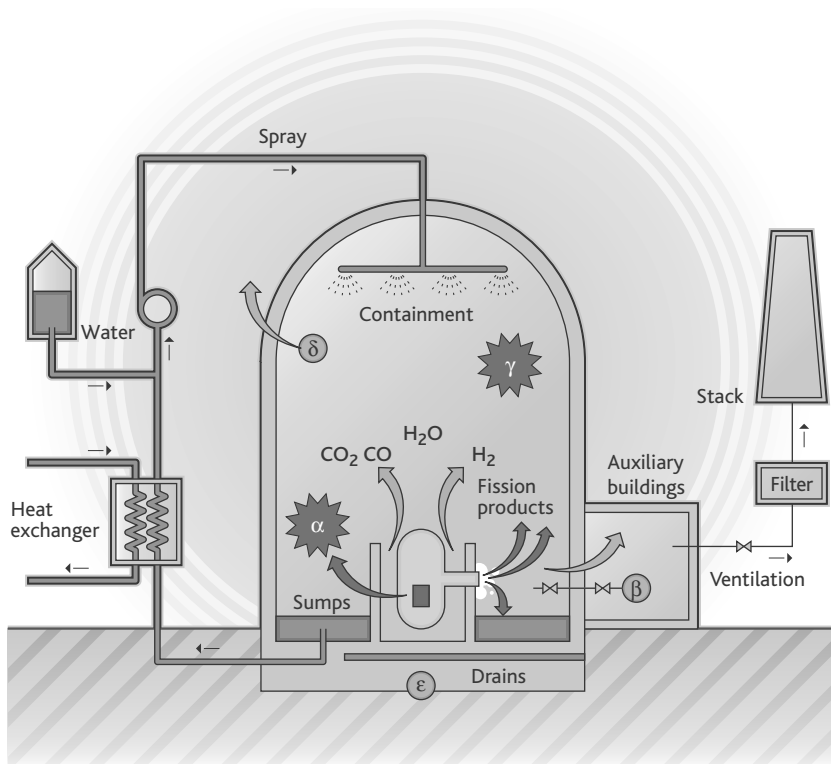 Spray
Containment
Water
δ
γ
Stack
H₂O
CO₂ CO
H₂
Auxiliary
buildings
Fission
products
Filter
Heat
exchanger
α
Ventilation
β
Sumps
Drains
ε